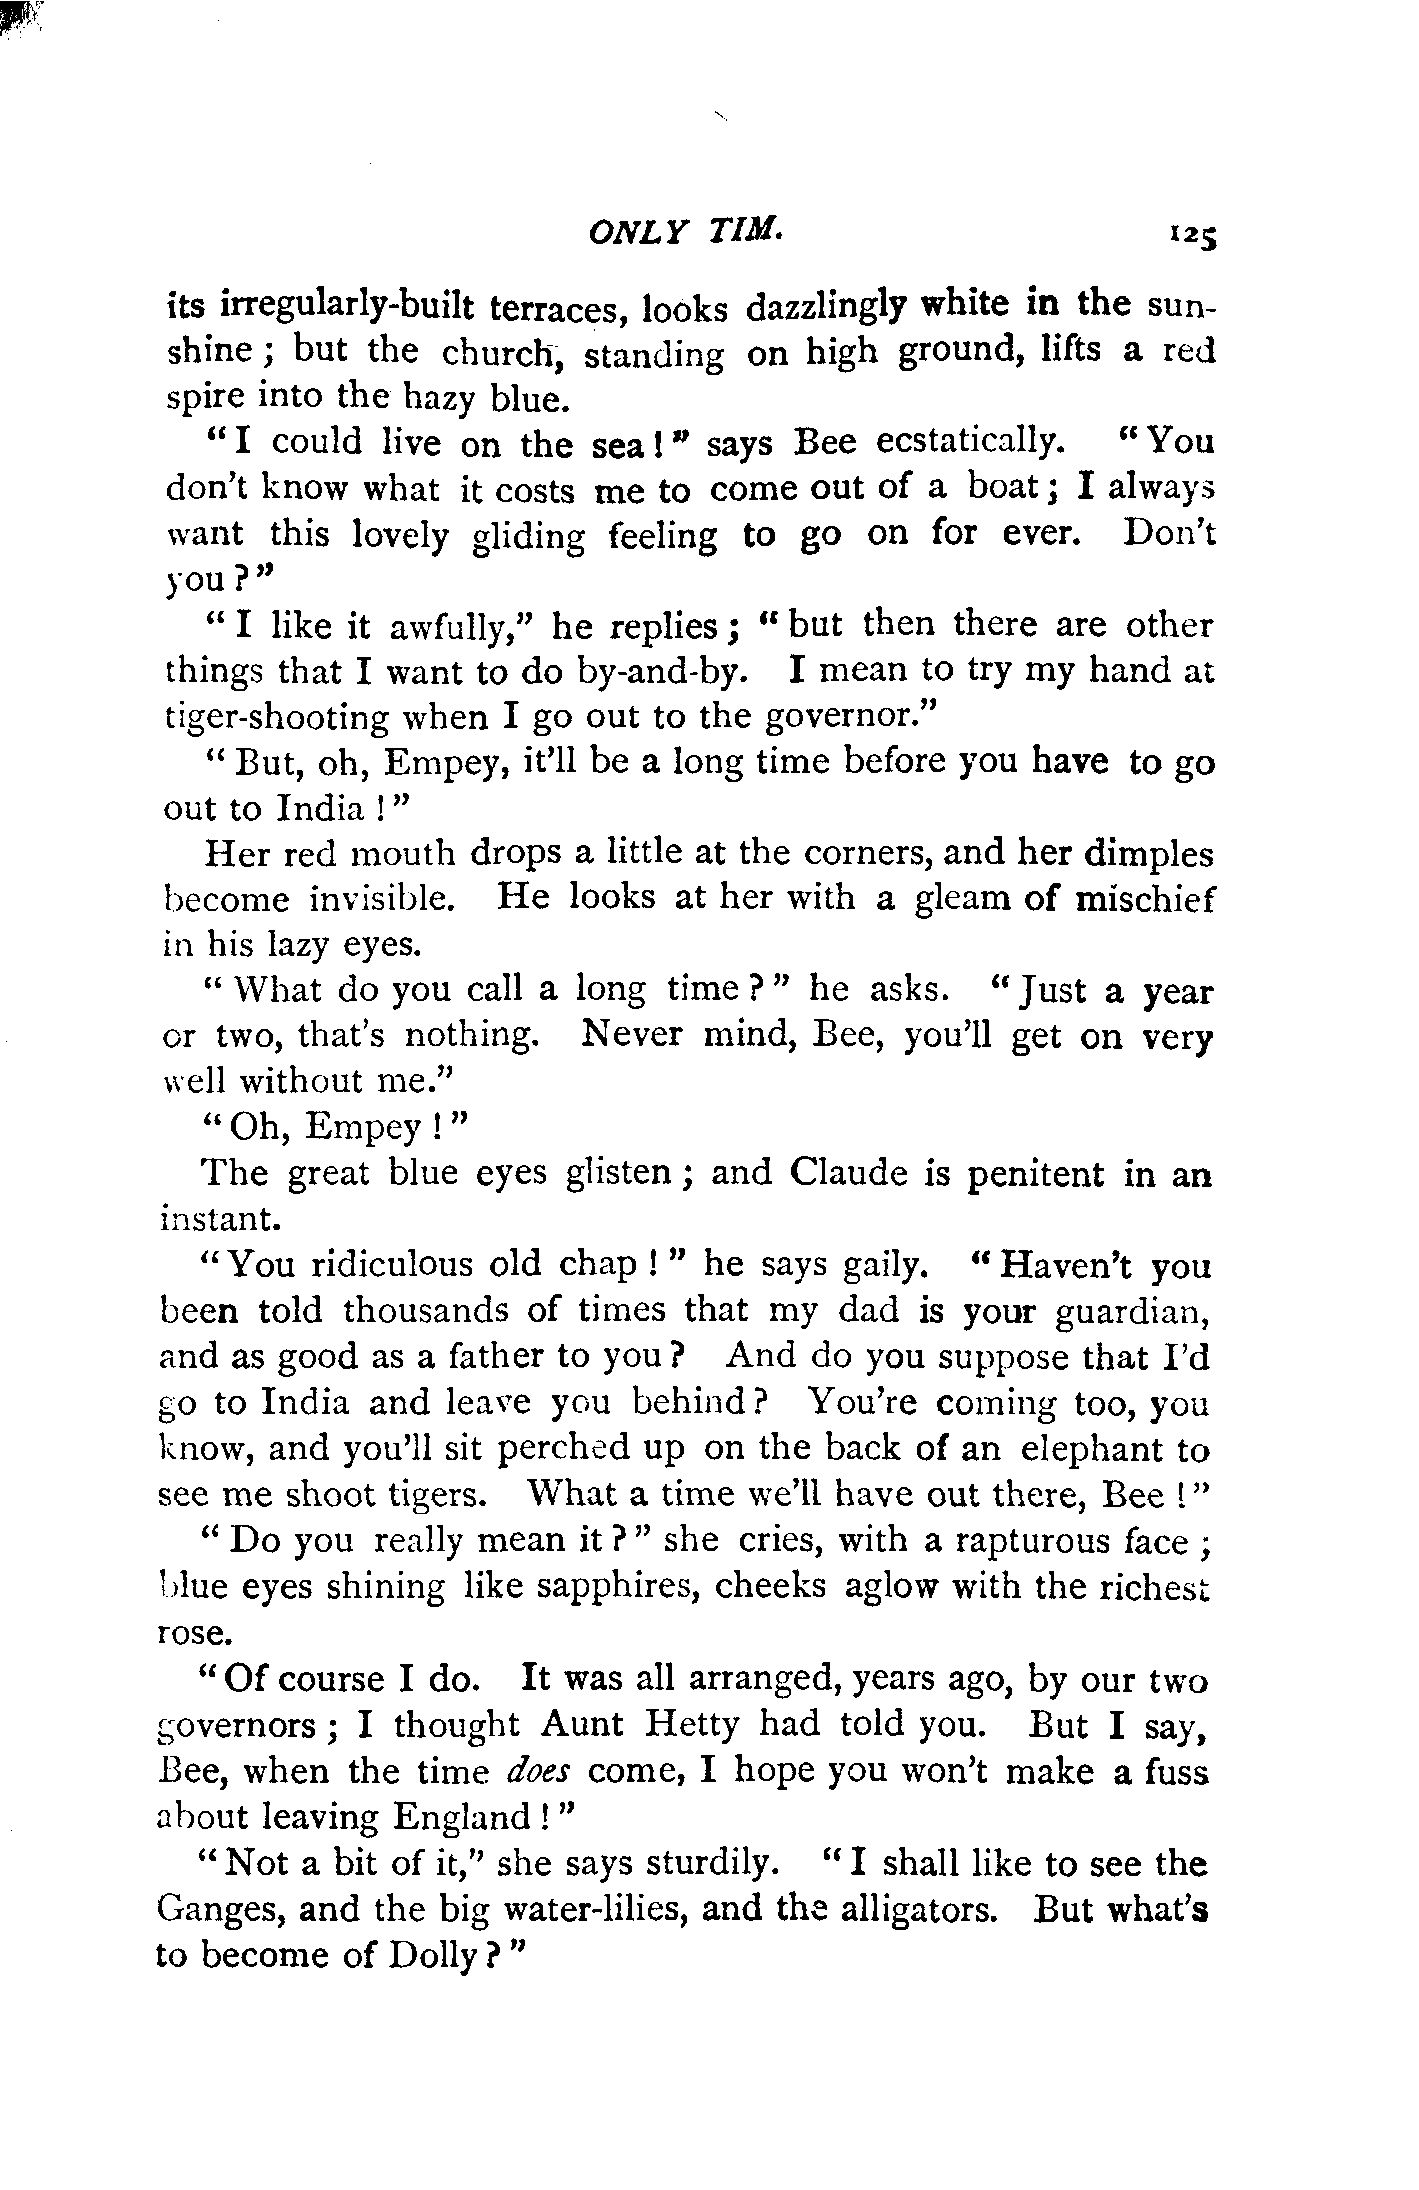 ONLY TIM. 125
its irregularly-built terraces, looks dazzlingly white in the sun-
shine ; but the church, standing on high ground, lifts a red
spire into the hazy blue.
" I could live on the sea ! " says Bee ecstatically. " You
don't know what it costs me to come out of a boat ; I always
want this lovely gliding feeling to go on for ever. Don't
you ? "
" I like it awfully," he replies ; " but then there are other
things that I want to do by-and-by. I mean to try my hand at
tiger-shooting when I go out to the governor."
" But, oh, Empey, it'll be a long time before you have to go
out to India ! "
Her red mouth drops a little at the corners, and her dimples
become invisible. He looks at her with a gleam of mischief
in his lazy eyes.
" What do you call a long time ? " he asks. " Just a year
or two, that's nothing. Never mind, Bee, you'll get on very
well without me."
" Oh, Empey ! "
The great blue eyes glisten ; and Claude is penitent in an
instant.
" You ridiculous old chap ! " he says gaily. " Haven't you
been told thousands of times that my dad is your guardian,
and as good as a father to you ? And do you suppose that I'd
go to India and leave you behind ? You're coming too, you
know, and you'll sit perched up on the back of an elephant to
see me shoot tigers. What a time we'll have out there, Bee ! "
" Do you really mean it ? " she cries, with a rapturous face ;
blue eyes shining like sapphires, cheeks aglow with the richest
rose.
" Of course I do. It was all arranged, years ago, by our two
governors ; I thought Aunt Hetty had told you. But I say,
Bee, when the time does come, I hope you won't make a fuss
about leaving England ! "
" Not a bit of it," she says sturdily. " I shall like to see the
Ganges, and the big water-lilies, and the alligators. But what's
to become of Dolly ? "